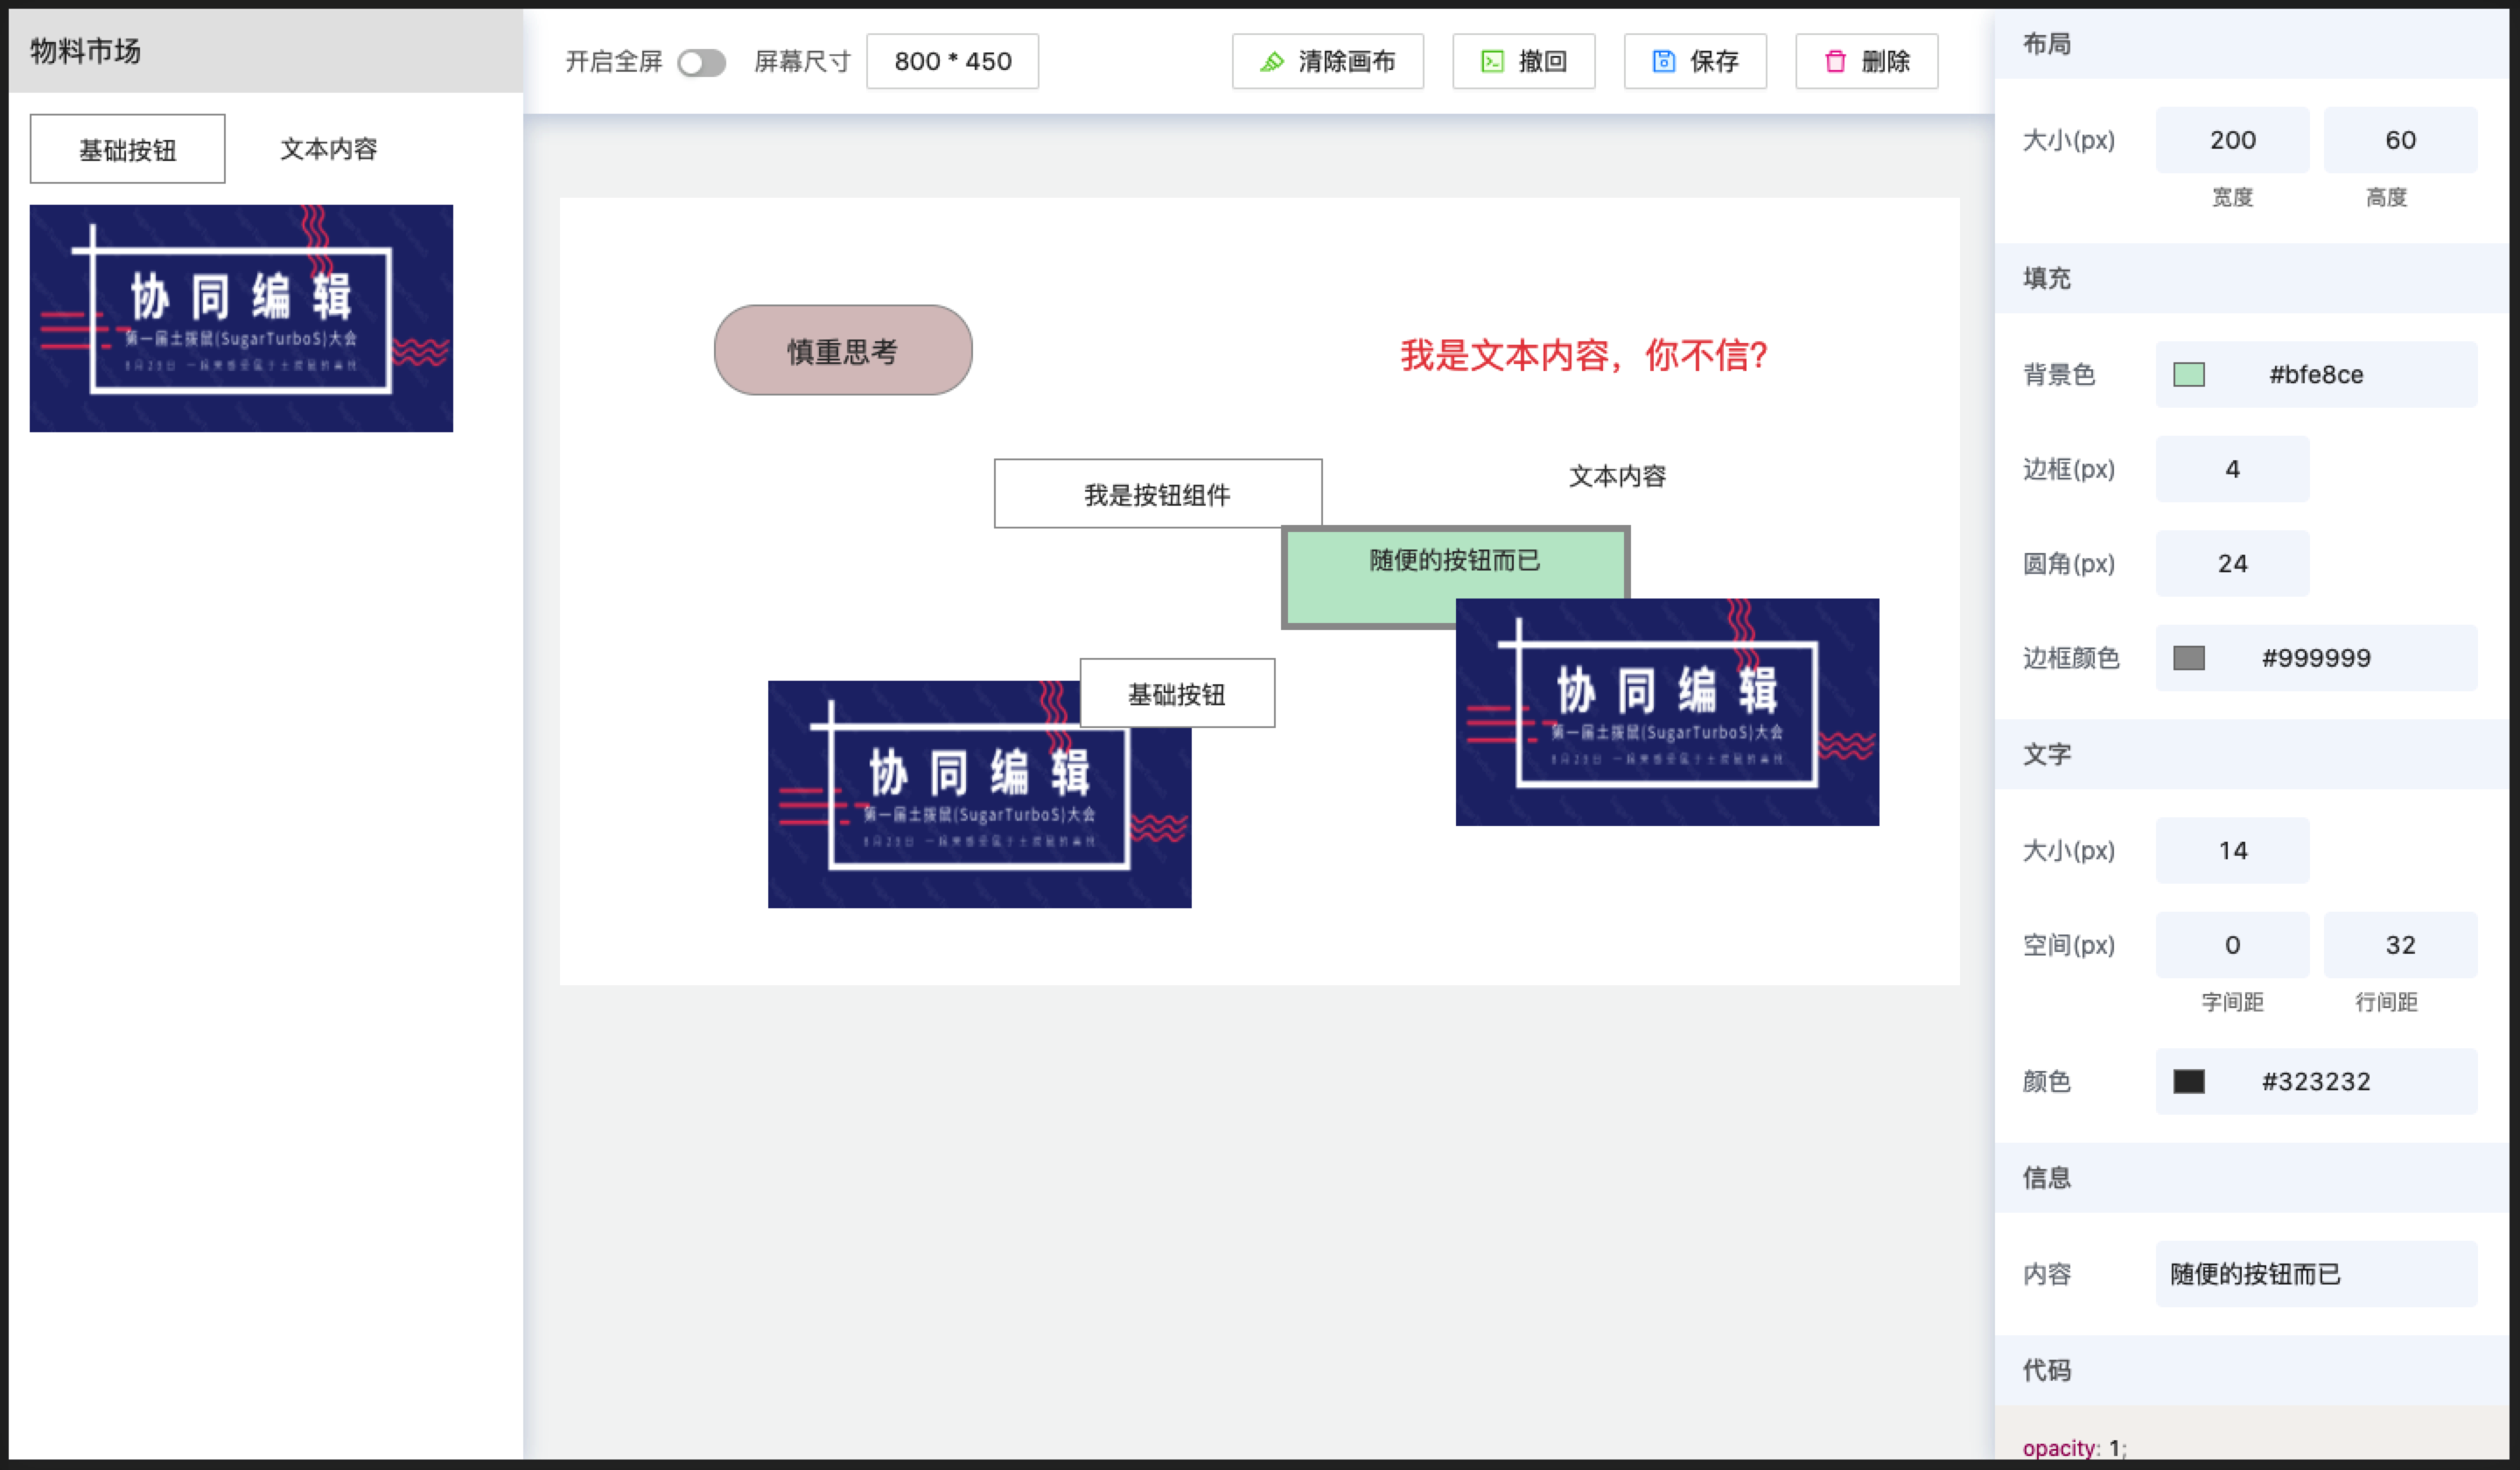 物料市场
基础按钮
文本内容
协同编辑
第一届土拨鼠(SugarTurboS)大会
开启全屏
屏幕尺寸
800 * 450
清除画布
撤回
保存
删除
慎重思考
我是文本内容，你不信?
我是按钮组件
文本内容
随便的按钮而已
基础按钮
协同编辑
第一届土拨鼠(SugarTurboS)大会
协同编辑
第一届土拨鼠(SugarTurboS)大会
布局
大小(px)
200
60
宽度
高度
填充
背景色
#bfe8ce
边框(px)
4
圆角(px)
24
边框颜色
#999999
文字
大小(px)
14
空间(px)
0
32
字间距
行间距
颜色
#323232
信息
内容
随便的按钮而已
代码
opacity: 1;